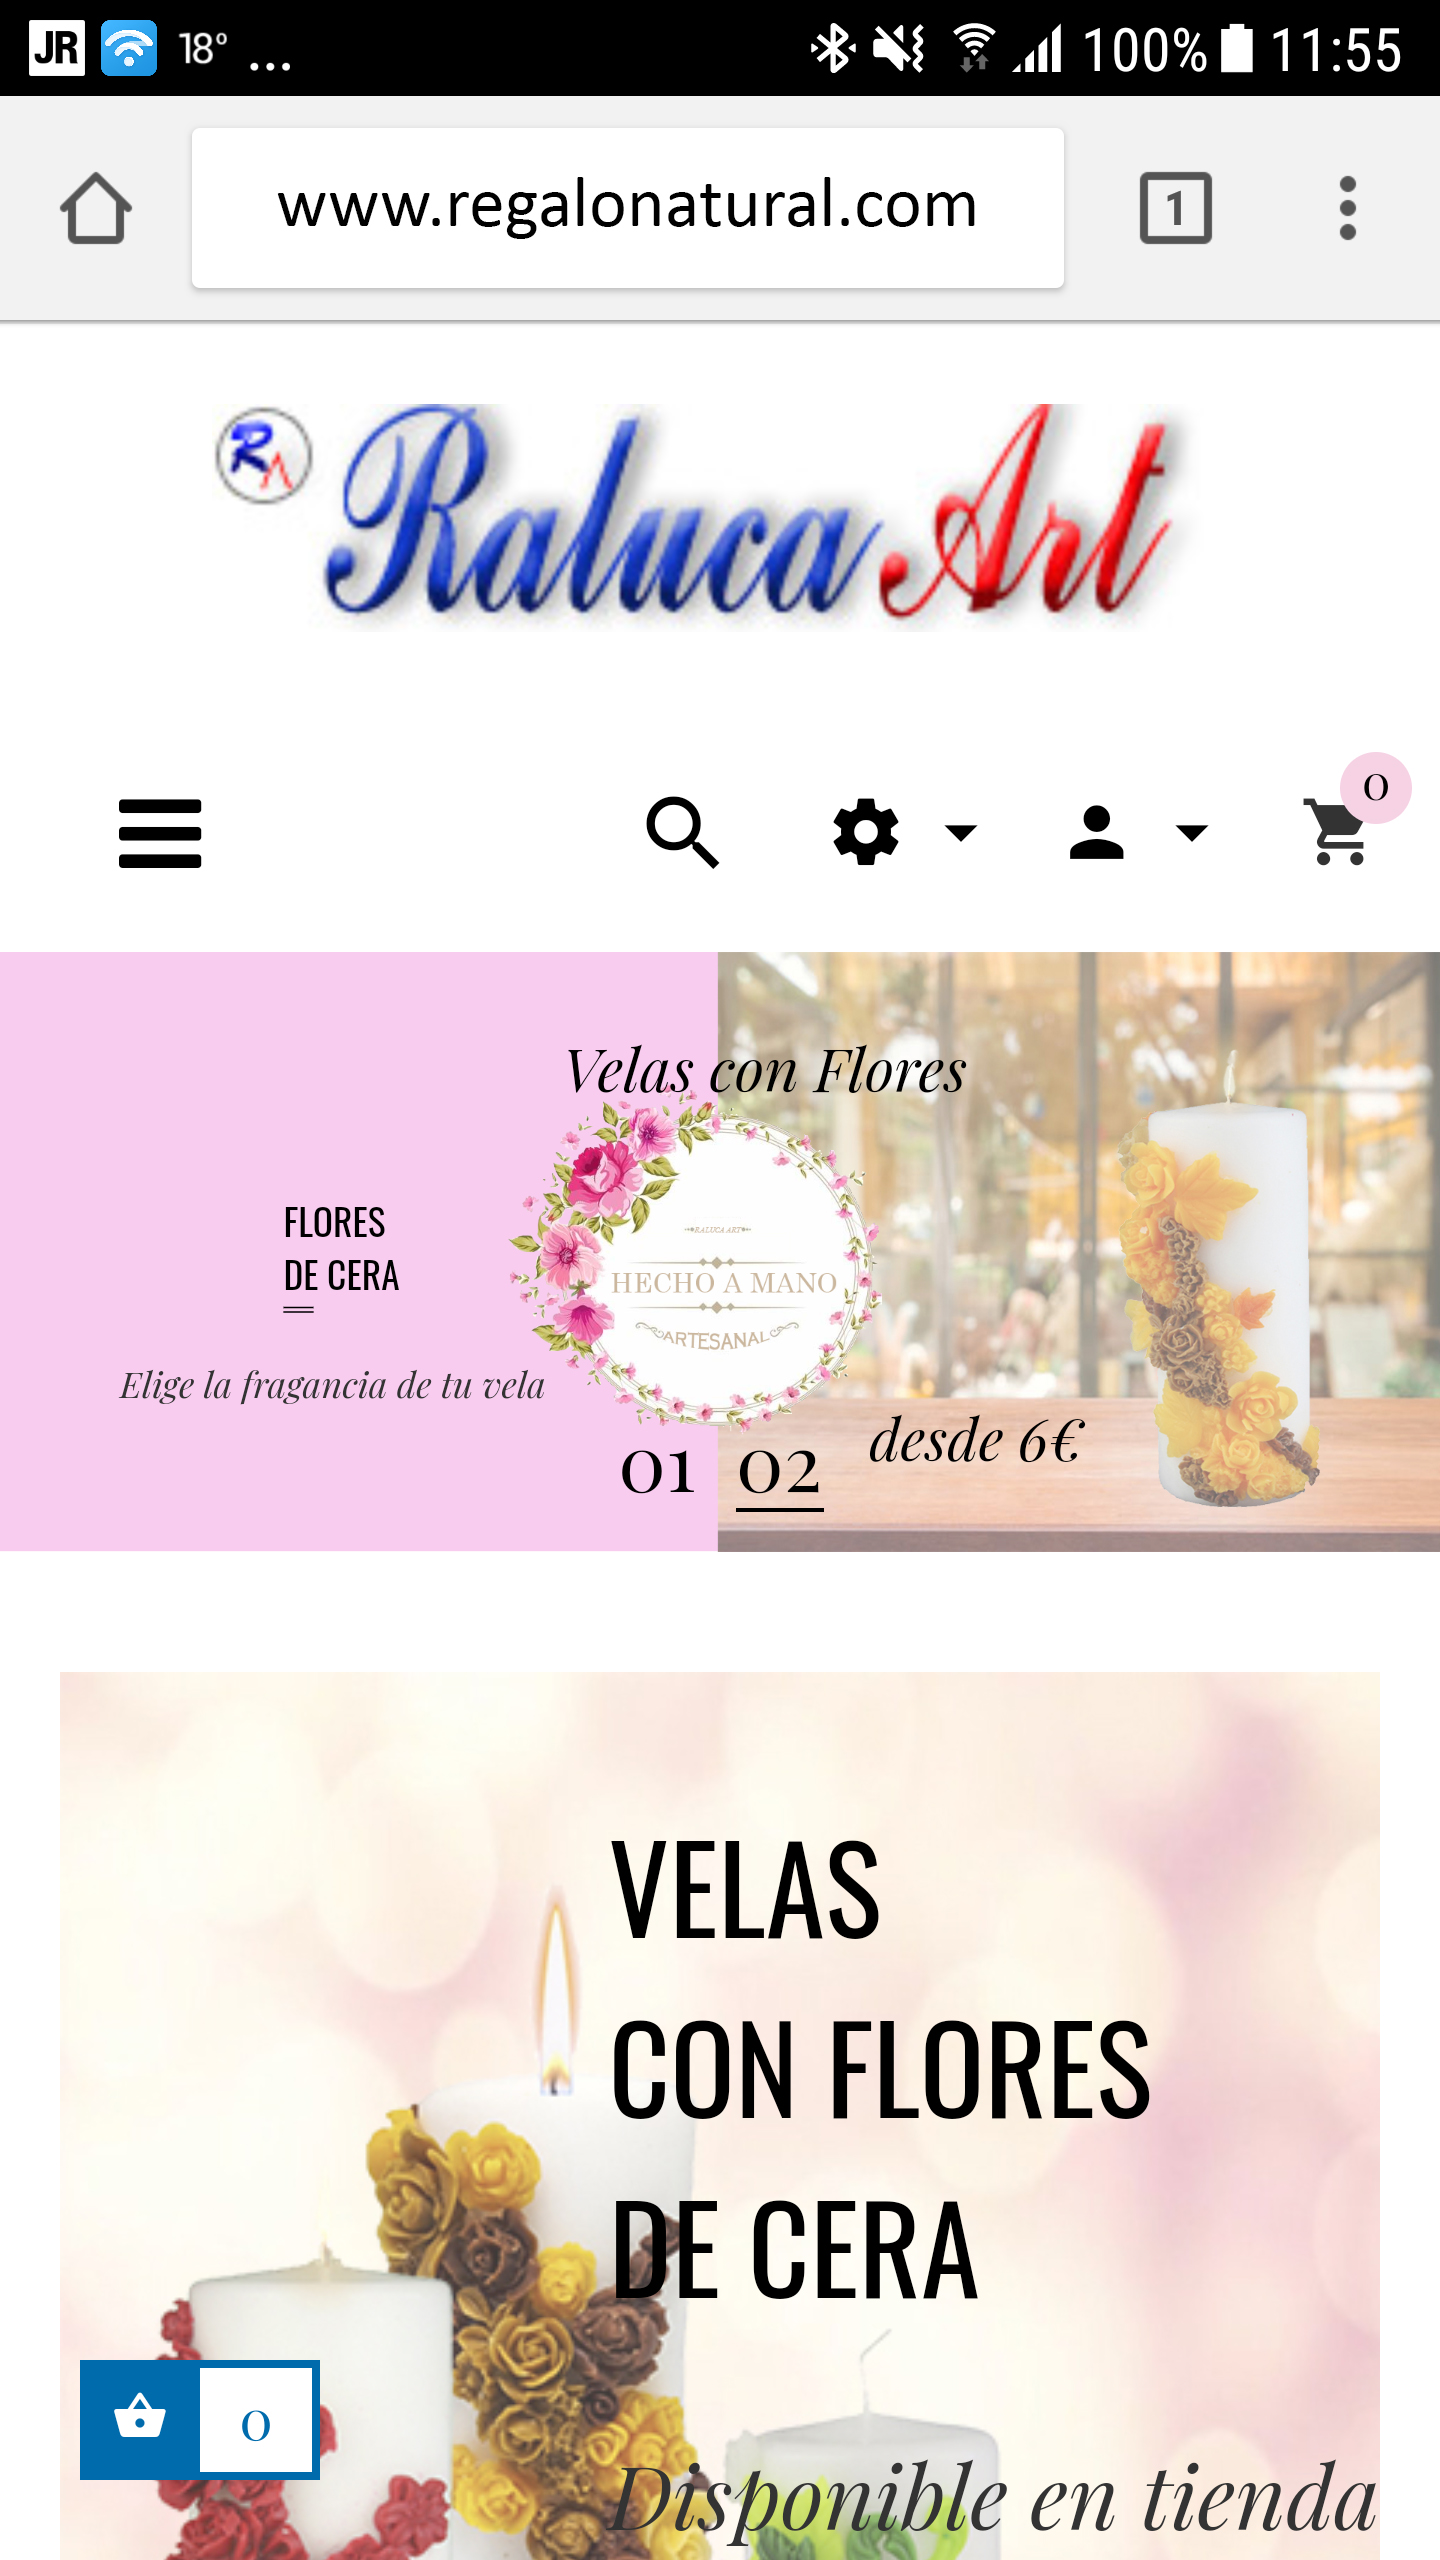 JR 18° ... 100% 11:55
www.regalonatural.com
1
RA
Raluca Art
0
Velas con Flores
FLORES
DE CERA
Elige la fragancia de tu vela
RALUCA ART
HECHO A MANO
ARTESANAL
desde 6€
01 02
VELAS
CON FLORES
DE CERA
0
Disponible en tienda